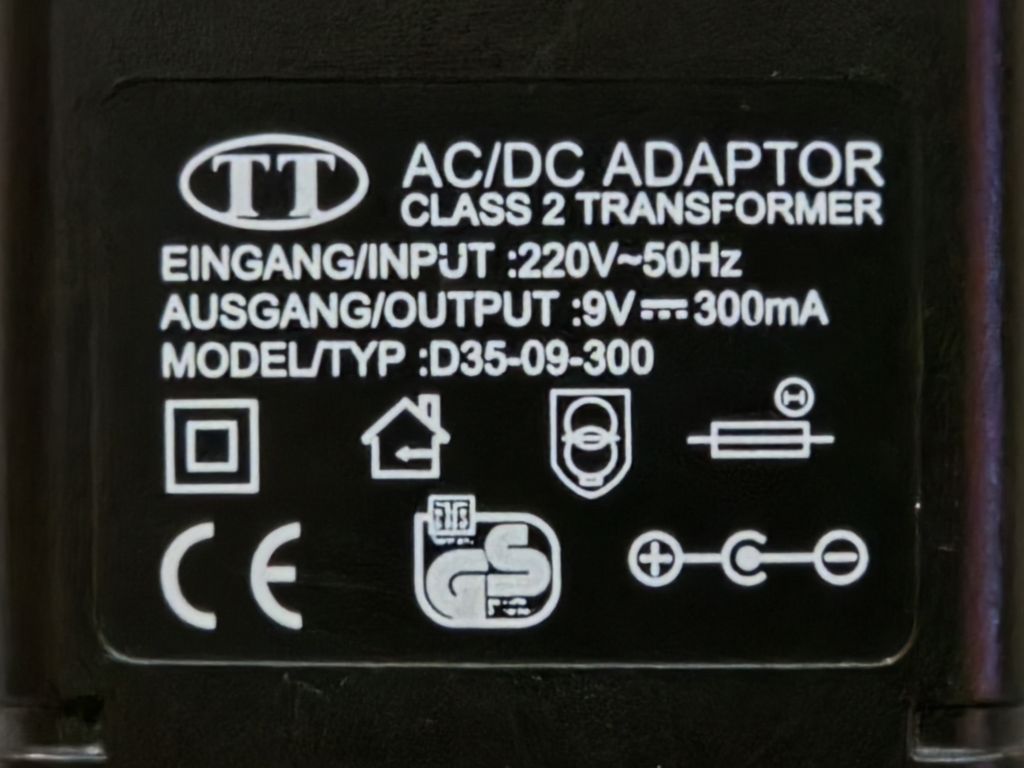 TT
AC/DC ADAPTOR
CLASS 2 TRANSFORMER
EINGANG/INPUT :220V~50Hz
AUSGANG/OUTPUT :9V⎓300mA
MODEL/TYP :D35-09-300
CE
GS